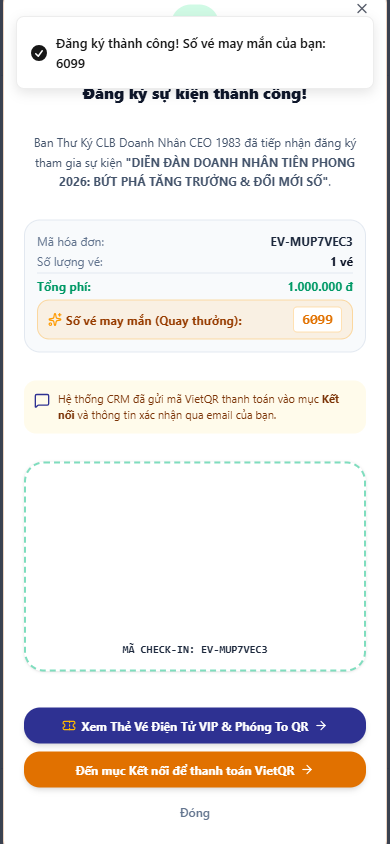 Đăng ký thành công! Số vé may mắn của bạn:
6099
Đăng ký sự kiện thành công!
Ban Thư Ký CLB Doanh Nhân CEO 1983 đã tiếp nhận đăng ký
tham gia sự kiện "DIỄN ĐÀN DOANH NHÂN TIÊN PHONG
2026: BỨT PHÁ TĂNG TRƯỞNG & ĐỔI MỚI SỐ".
Mã hóa đơn: EV-MUP7VEC3
Số lượng vé: 1 vé
Tổng phí: 1.000.000 đ
Số vé may mắn (Quay thưởng): 6099
Hệ thống CRM đã gửi mã VietQR thanh toán vào mục Kết
nối và thông tin xác nhận qua email của bạn.
MÃ CHECK-IN: EV-MUP7VEC3
Xem Thẻ Vé Điện Tử VIP & Phóng To QR →
Đến mục Kết nối để thanh toán VietQR →
Đóng